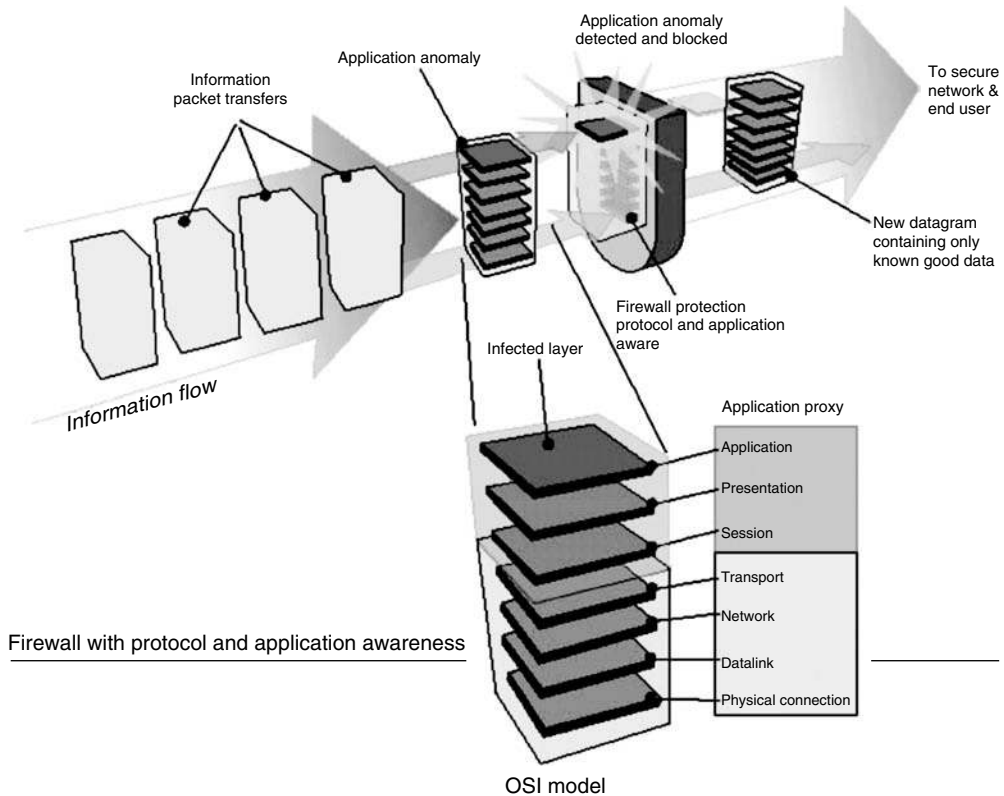 Application anomaly
detected and blocked
Application anomaly
Information
packet transfers
To secure
network &
end user
New datagram
containing only
known good data
Firewall protection
protocol and application
aware
Information flow
Infected layer
Application proxy
Application
Presentation
Session
Transport
Network
Datalink
Physical connection
Firewall with protocol and application awareness
OSI model